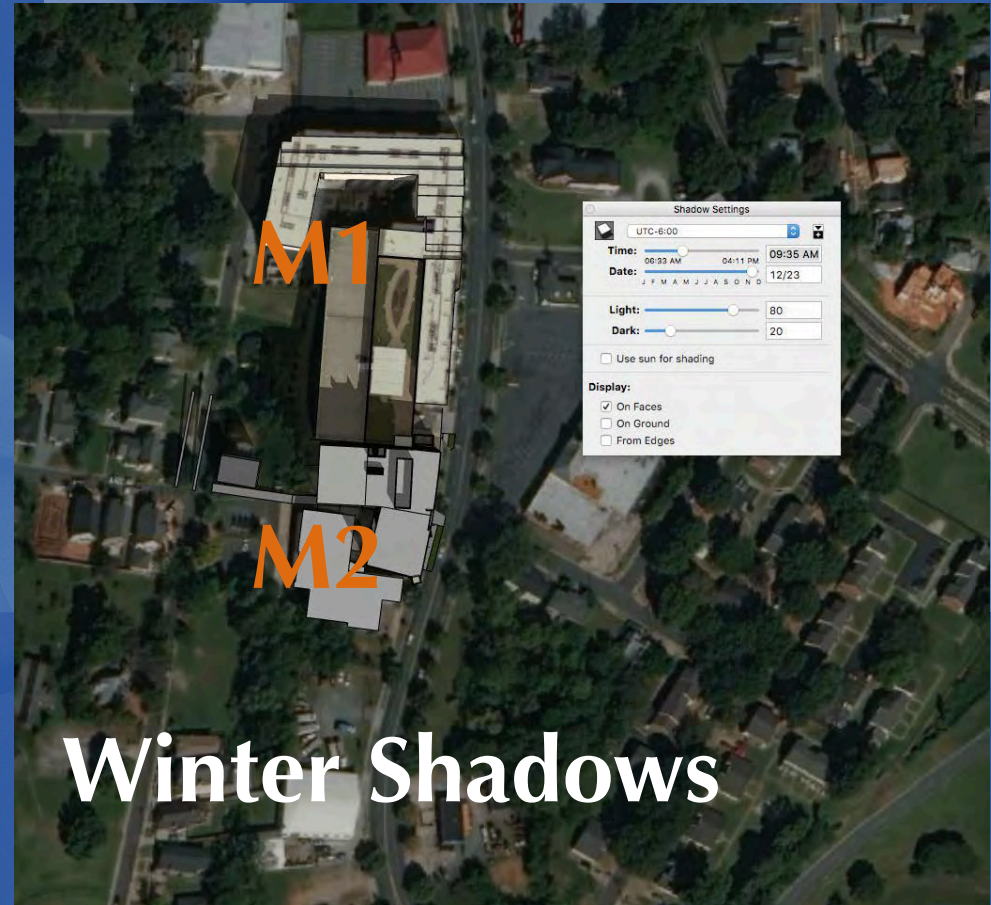 M1
Shadow Settings
UTC-6:00
Time:
06:33 AM 04:11 PM
09:35 AM
Date:
J F M A M J J A S O N D
12/23
Light:
80
Dark:
20
Use sun for shading
Display:
On Faces
On Ground
From Edges
M2
Winter Shadows